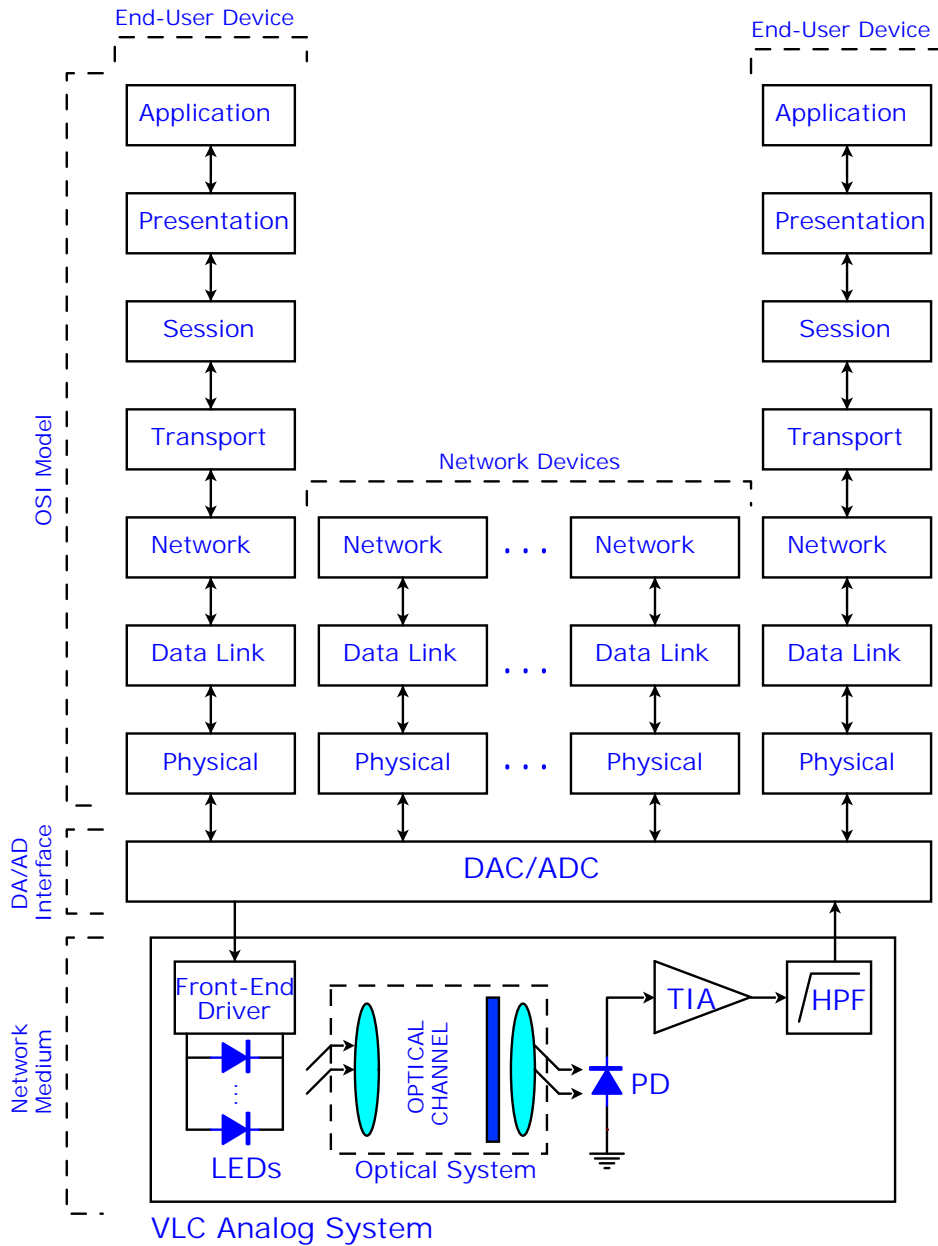 End-User Device
End-User Device
Application
Application
Presentation
Presentation
Session
Session
Transport
Transport
OSI Model
Network Devices
Network
Network
. . .
Network
Network
Data Link
Data Link
. . .
Data Link
Data Link
Physical
Physical
. . .
Physical
Physical
DA/AD
Interface
DAC/ADC
Network
Medium
Front-End
Driver
...
LEDs
OPTICAL
CHANNEL
Optical System
PD
TIA
HPF
VLC Analog System